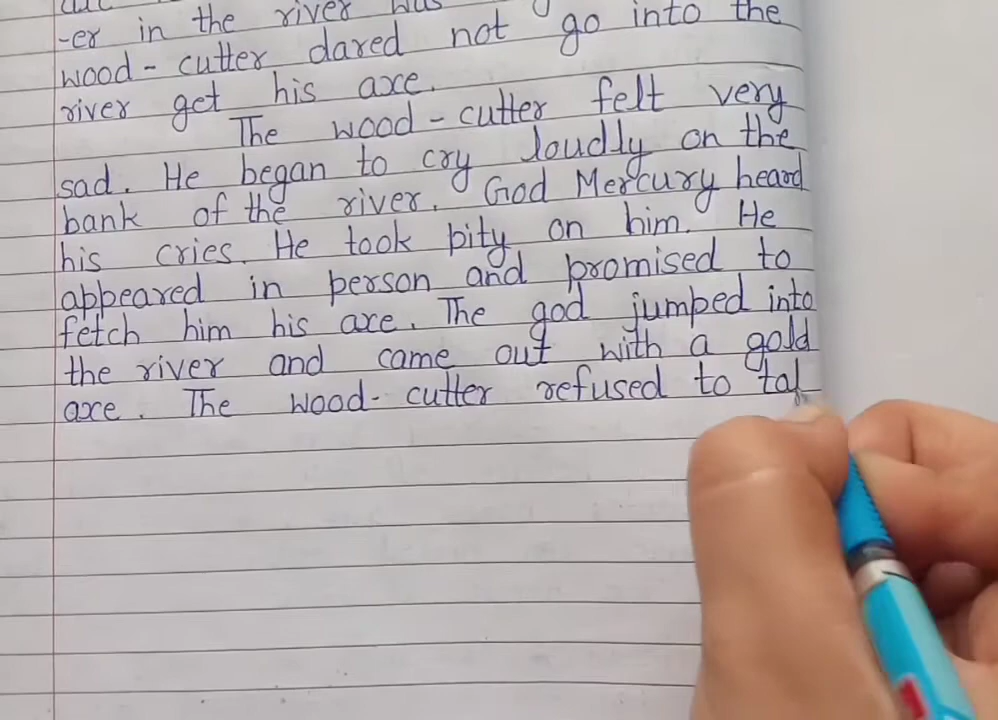 -er in the river was
wood - cutter dared not go into the
river get his axe.
The wood - cutter felt very
sad. He began to cry loudly on the
bank of the river. God Mercury heard
his cries. He took pity on him. He
appeared in person and promised to
fetch him his axe. The god jumped into
the river and came out with a gold
axe. The wood - cutter refused to